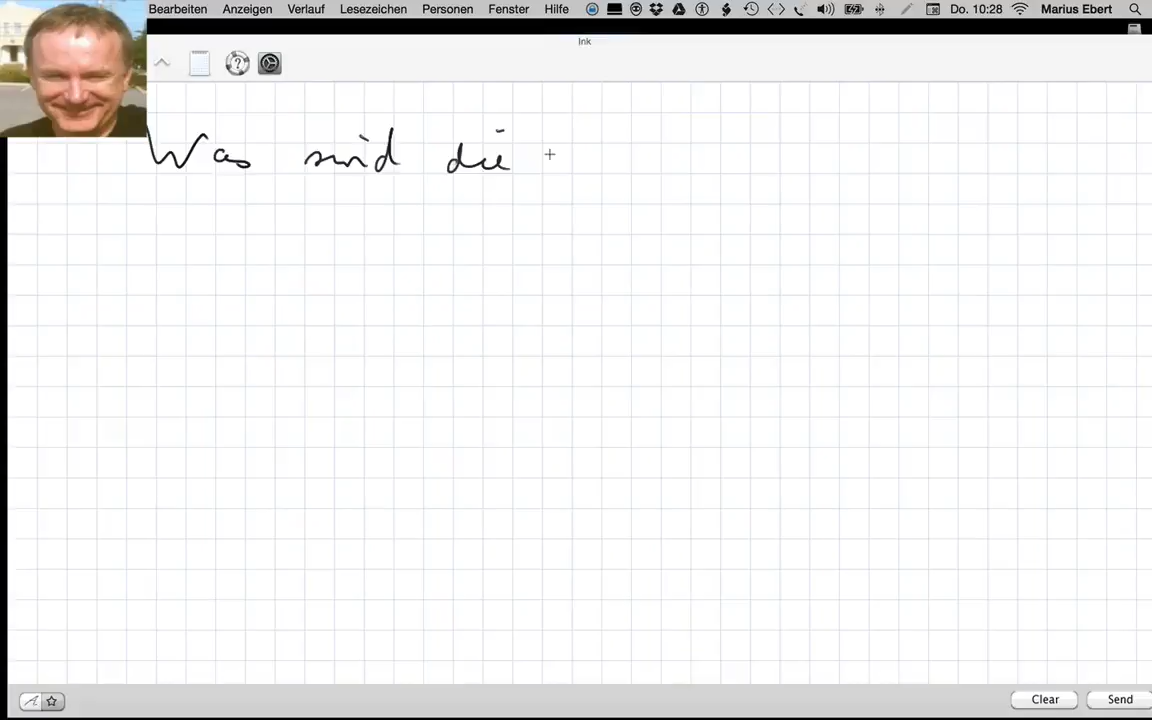 Bearbeiten Anzeigen Verlauf Lesezeichen Personen Fenster Hilfe Do. 10:28 Marius Ebert
Ink
Was sind die
Clear Send